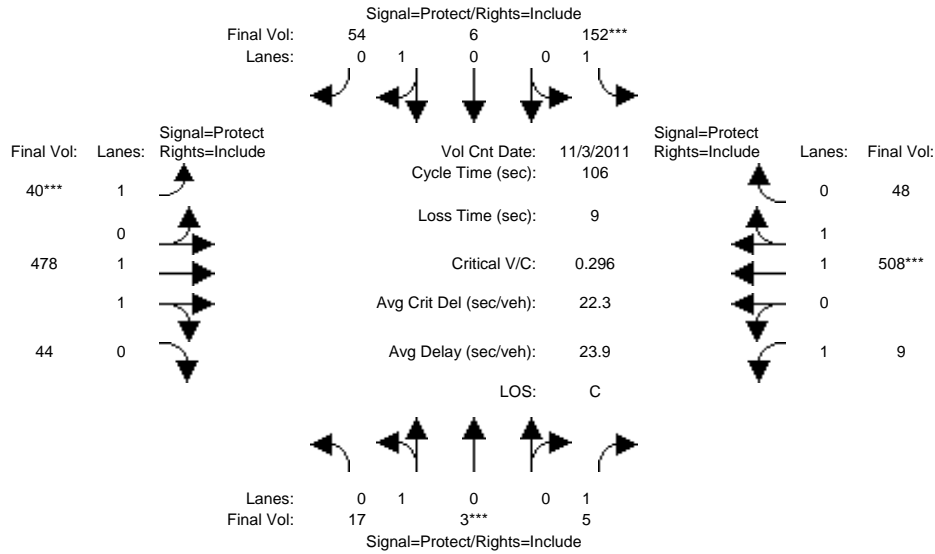 Signal=Protect/Rights=Include
Final Vol: 54 6 152***
Lanes: 0 1 0 0 1
Signal=Protect Signal=Protect
Final Vol: Lanes: Rights=Include Vol Cnt Date: 11/3/2011 Rights=Include Lanes: Final Vol:
Cycle Time (sec): 106
40*** 1 0 48
Loss Time (sec): 9
0 1
478 1 Critical V/C: 0.296 1 508***
1 Avg Crit Del (sec/veh): 22.3 0
44 0 Avg Delay (sec/veh): 23.9 1 9
LOS: C
Lanes: 0 1 0 0 1
Final Vol: 17 3*** 5
Signal=Protect/Rights=Include